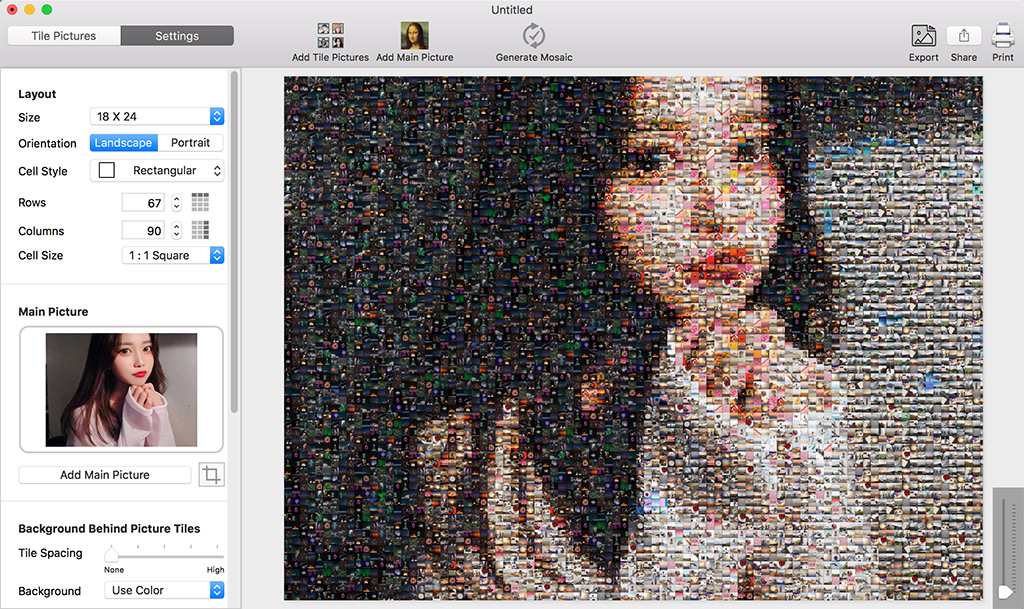 Untitled
Tile Pictures
Settings
Add Tile Pictures
Add Main Picture
Generate Mosaic
Export
Share
Print
Layout
Size
18 X 24
Orientation
Landscape
Portrait
Cell Style
Rectangular
Rows
67
Columns
90
Cell Size
1 : 1 Square
Main Picture
Add Main Picture
Background Behind Picture Tiles
Tile Spacing
None
High
Background
Use Color